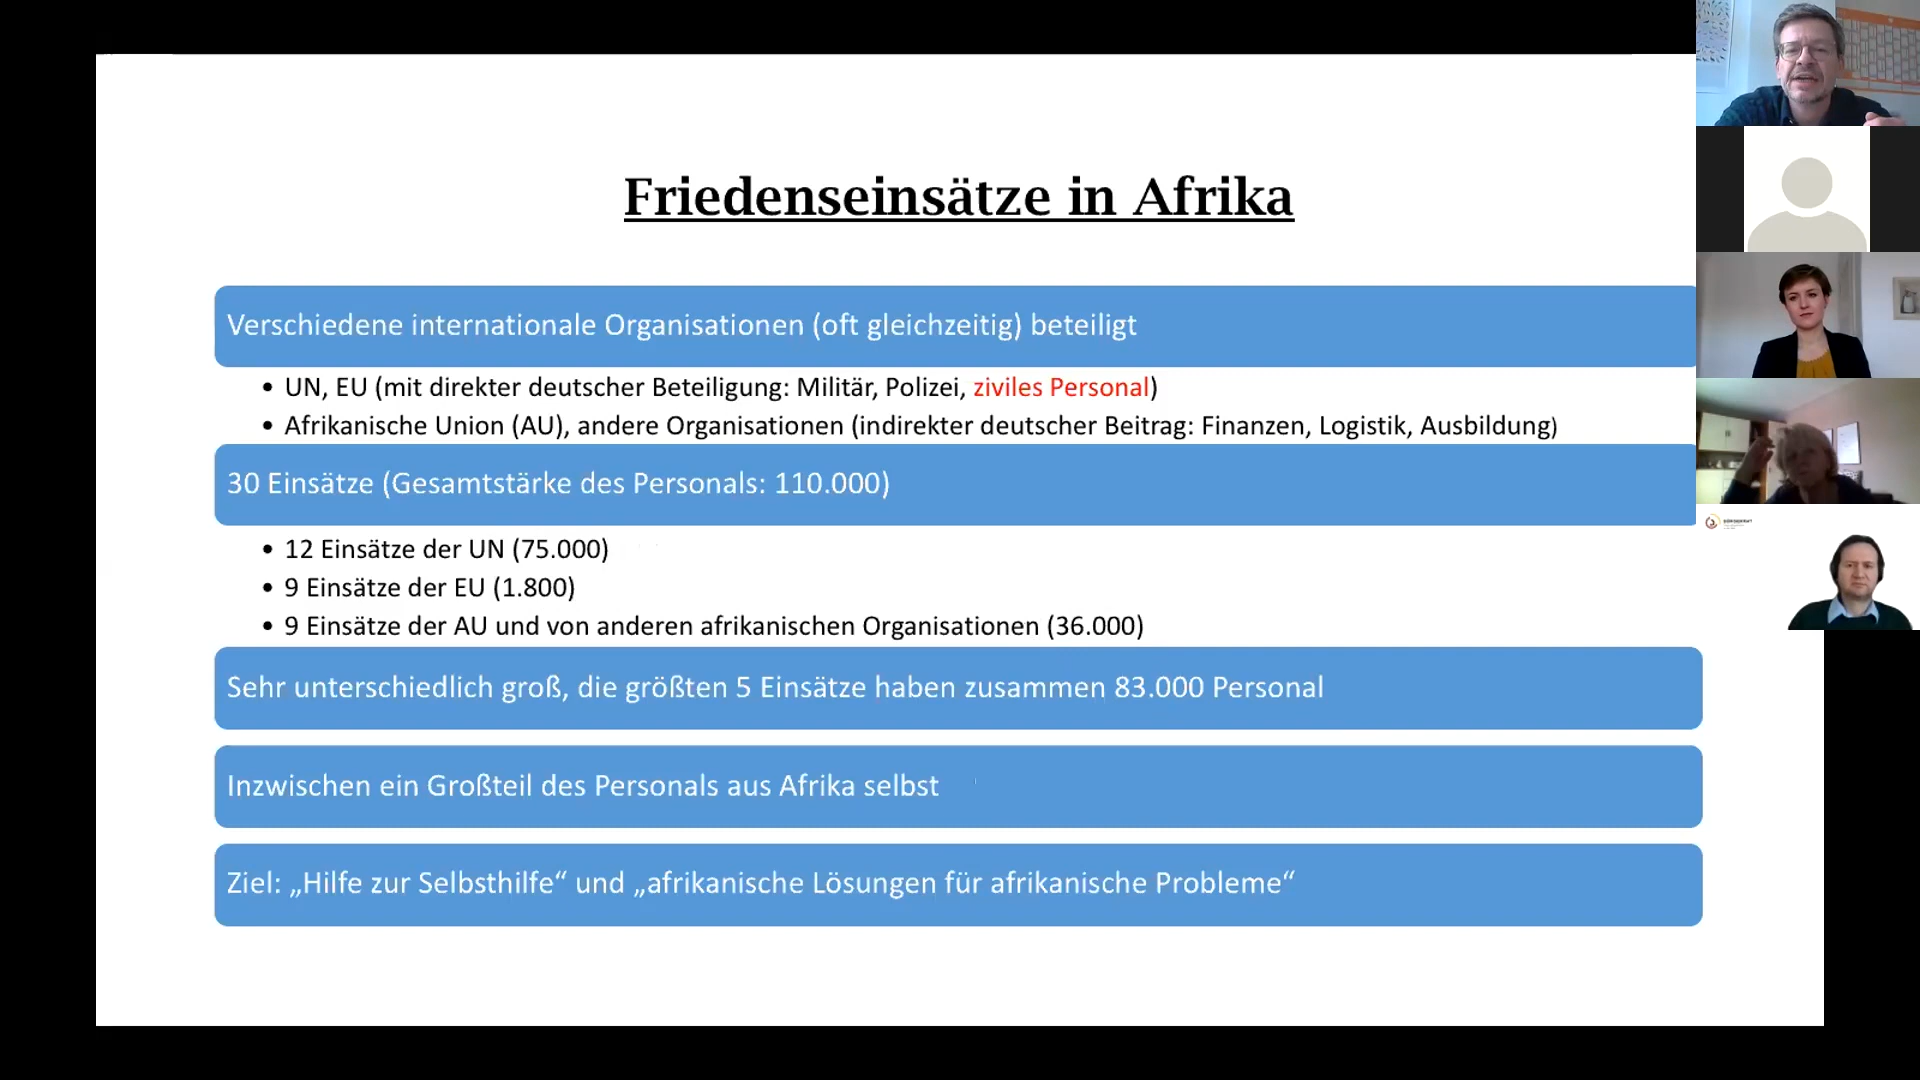 Friedenseinsätze in Afrika
Verschiedene internationale Organisationen (oft gleichzeitig) beteiligt
• UN, EU (mit direkter deutscher Beteiligung: Militär, Polizei, ziviles Personal)
• Afrikanische Union (AU), andere Organisationen (indirekter deutscher Beitrag: Finanzen, Logistik, Ausbildung)
30 Einsätze (Gesamtstärke des Personals: 110.000)
• 12 Einsätze der UN (75.000)
• 9 Einsätze der EU (1.800)
• 9 Einsätze der AU und von anderen afrikanischen Organisationen (36.000)
Sehr unterschiedlich groß, die größten 5 Einsätze haben zusammen 83.000 Personal
Inzwischen ein Großteil des Personals aus Afrika selbst
Ziel: „Hilfe zur Selbsthilfe“ und „afrikanische Lösungen für afrikanische Probleme“